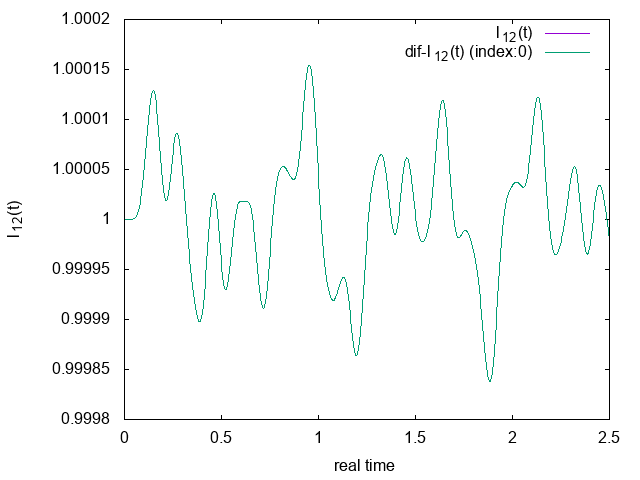 1.0002
1.00015
1.0001
1.00005
1
0.99995
0.9999
0.99985
0.9998
I12(t)
I12(t)
dif-I12(t) (index:0)
0 0.5 1 1.5 2 2.5
real time